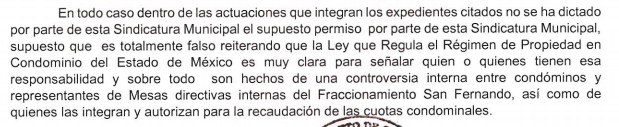 En todo caso dentro de las actuaciones que integran los expedientes citados no se ha dictado
por parte de esta Sindicatura Municipal el supuesto permiso por parte de esta Sindicatura Municipal,
supuesto que es totalmente falso reiterando que la Ley que Regula el Régimen de Propiedad en
Condominio del Estado de México es muy clara para señalar quien o quienes tienen esa
responsabilidad y sobre todo son hechos de una controversia interna entre condóminos y
representantes de Mesas directivas internas del Fraccionamiento San Fernando, así como de
quienes las integran y autorizan para la recaudación de las cuotas condominales.